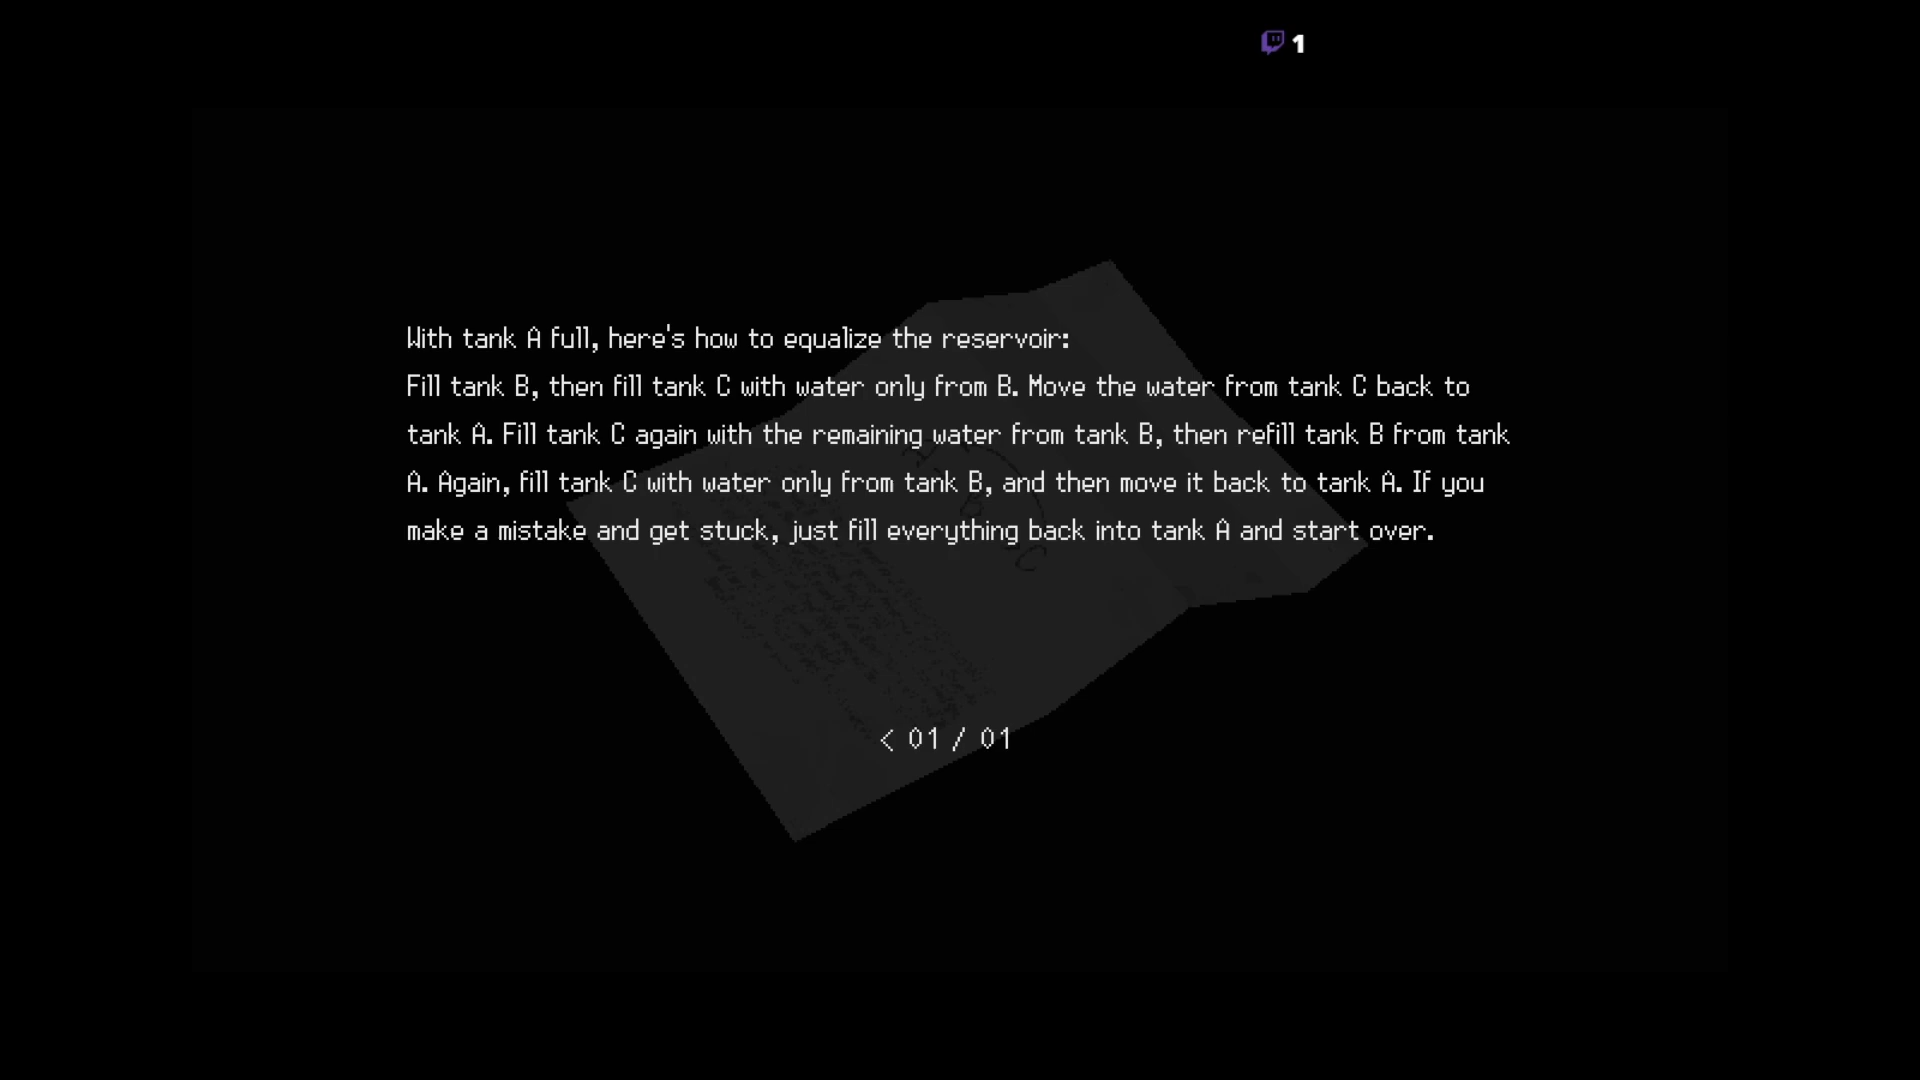 1
With tank A full, here's how to equalize the reservoir:
Fill tank B, then fill tank C with water only from B. Move the water from tank C back to
tank A. Fill tank C again with the remaining water from tank B, then refill tank B from tank
A. Again, fill tank C with water only from tank B, and then move it back to tank A. If you
make a mistake and get stuck, just fill everything back into tank A and start over.
C
< 01 / 01